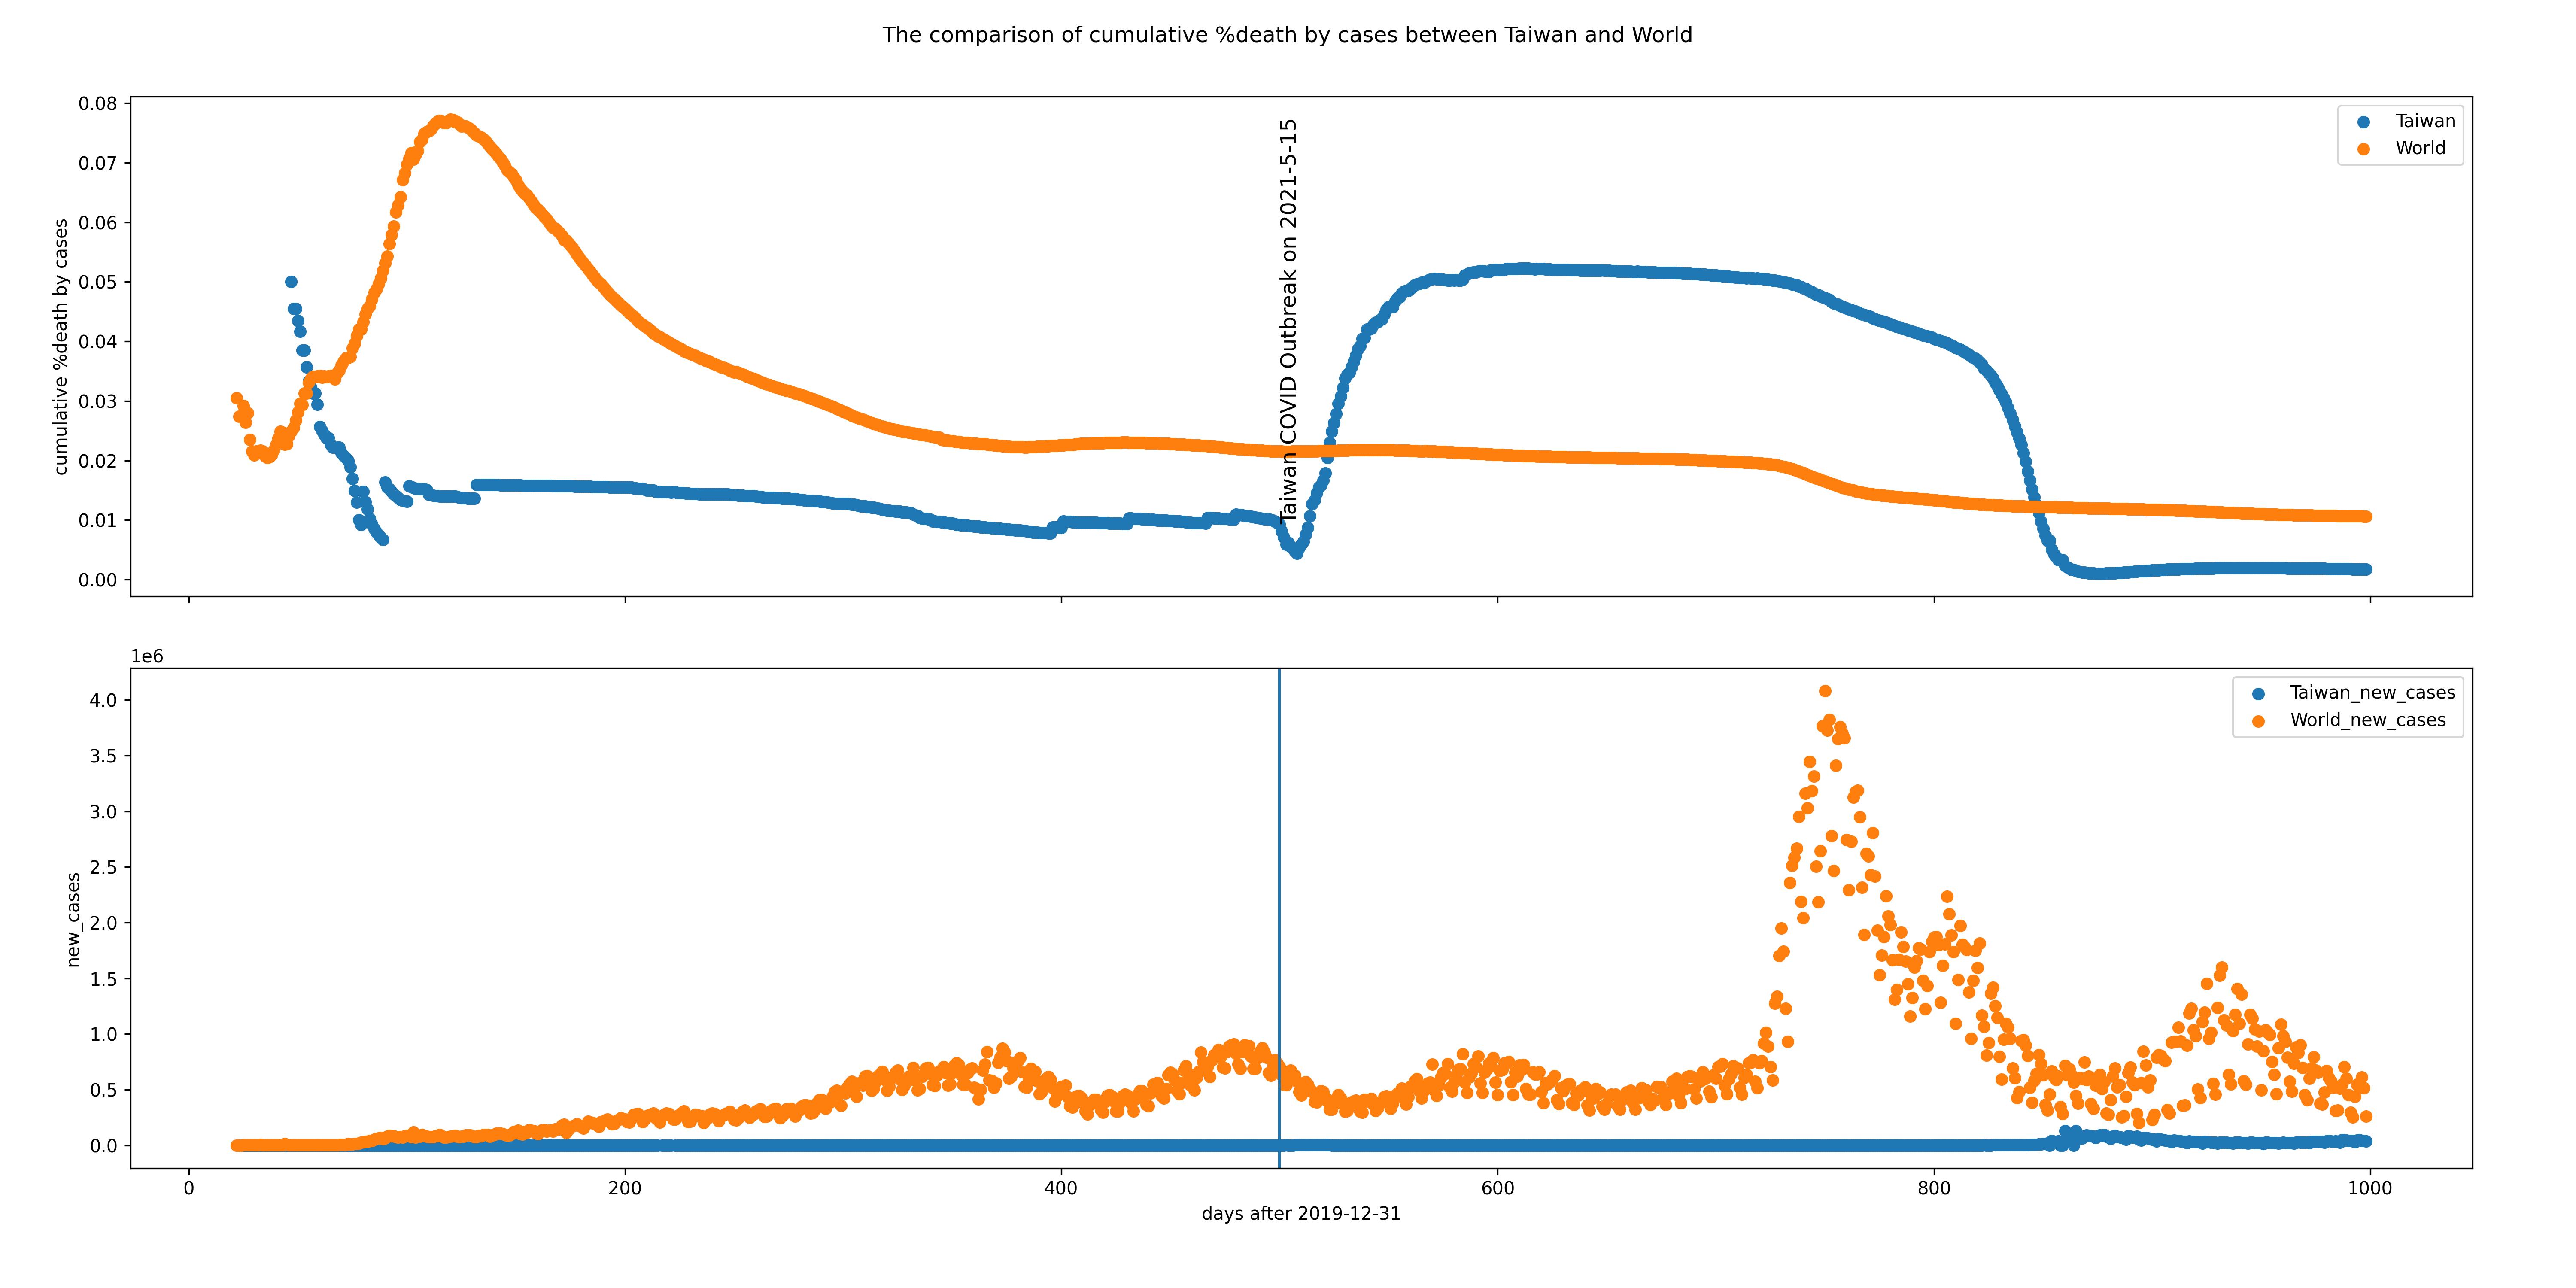 The comparison of cumulative %death by cases between Taiwan and World
0.08
0.07
0.06
0.05
0.04
0.03
0.02
0.01
0.00
cumulative %death by cases
Taiwan COVID Outbreak on 2021-5-15
Taiwan
World
1e6
4.0
3.5
3.0
2.5
2.0
1.5
1.0
0.5
0.0
new_cases
Taiwan_new_cases
World_new_cases
0 200 400 600 800 1000
days after 2019-12-31